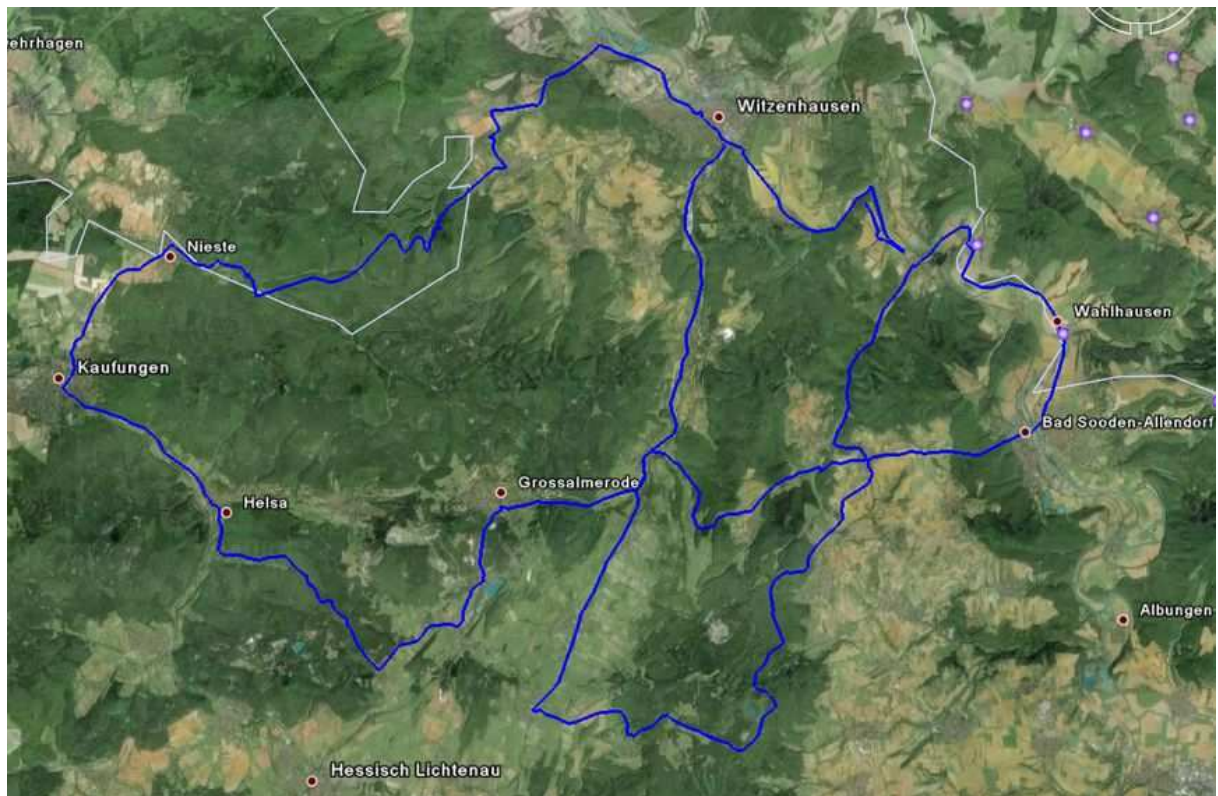 ehrhagen
Witzenhausen
Nieste
Wahlhausen
Kaufungen
Bad Sooden-Allendorf
Grossalmerode
Helsa
Albungen
Hessisch Lichtenau